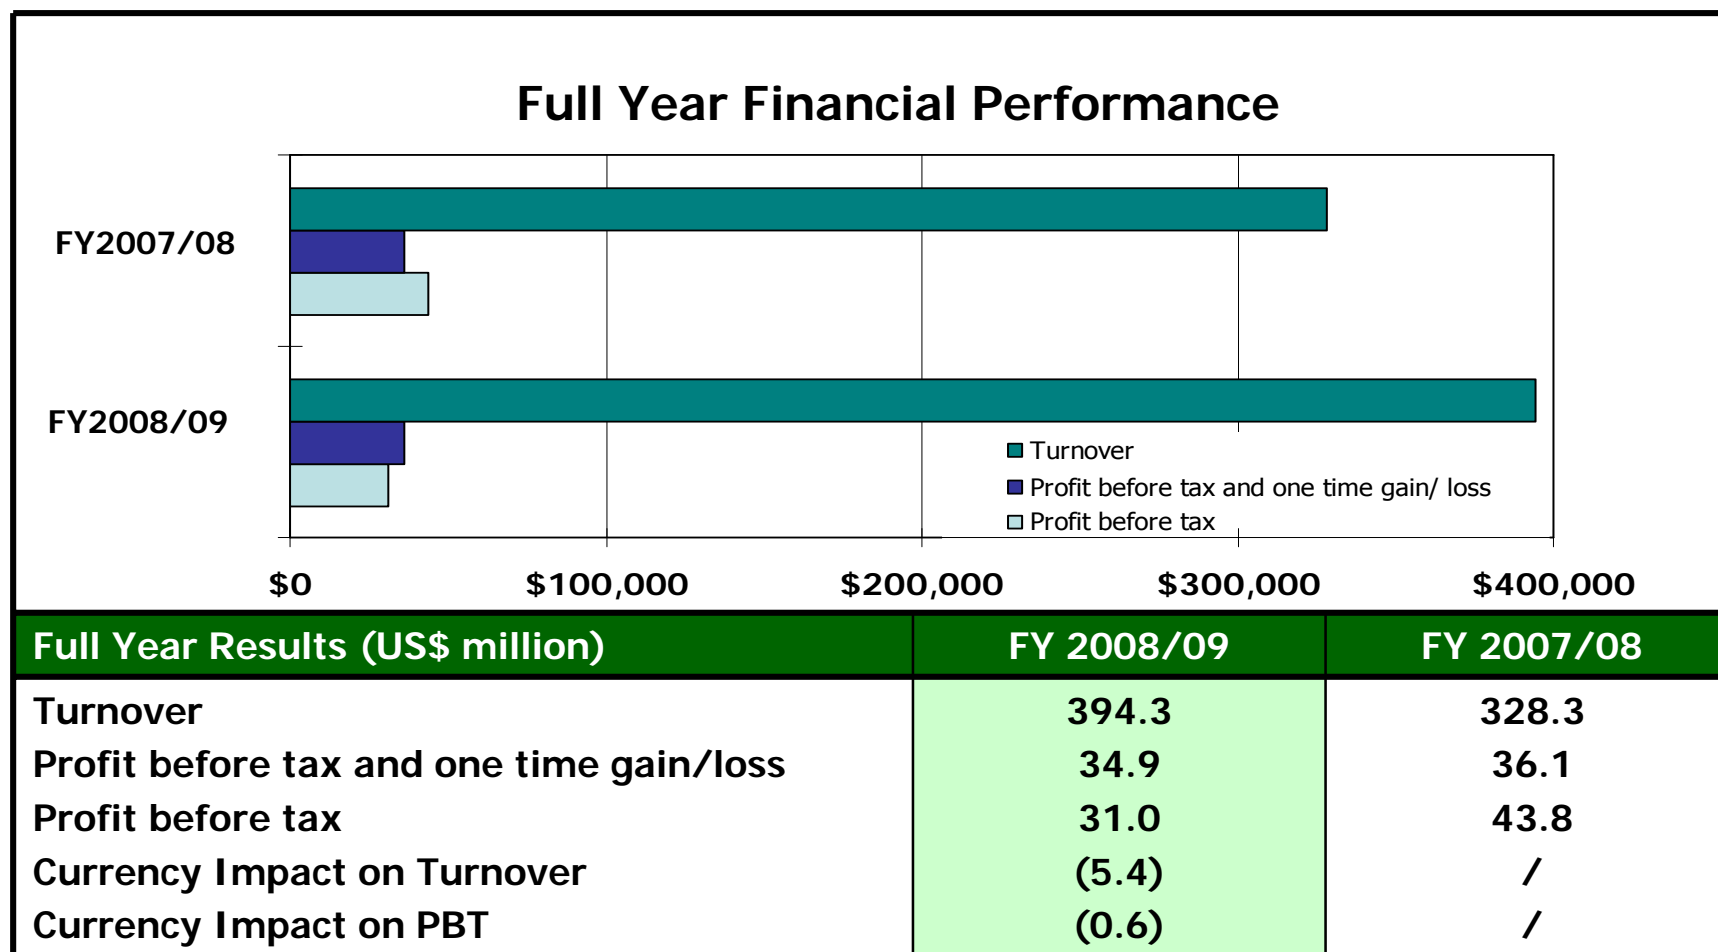 Full Year Financial Performance
FY2007/08
FY2008/09
Turnover
Profit before tax and one time gain/ loss
Profit before tax
$0 $100,000 $200,000 $300,000 $400,000
Full Year Results (US$ million) FY 2008/09 FY 2007/08
Turnover 394.3 328.3
Profit before tax and one time gain/loss 34.9 36.1
Profit before tax 31.0 43.8
Currency Impact on Turnover (5.4) /
Currency Impact on PBT (0.6) /